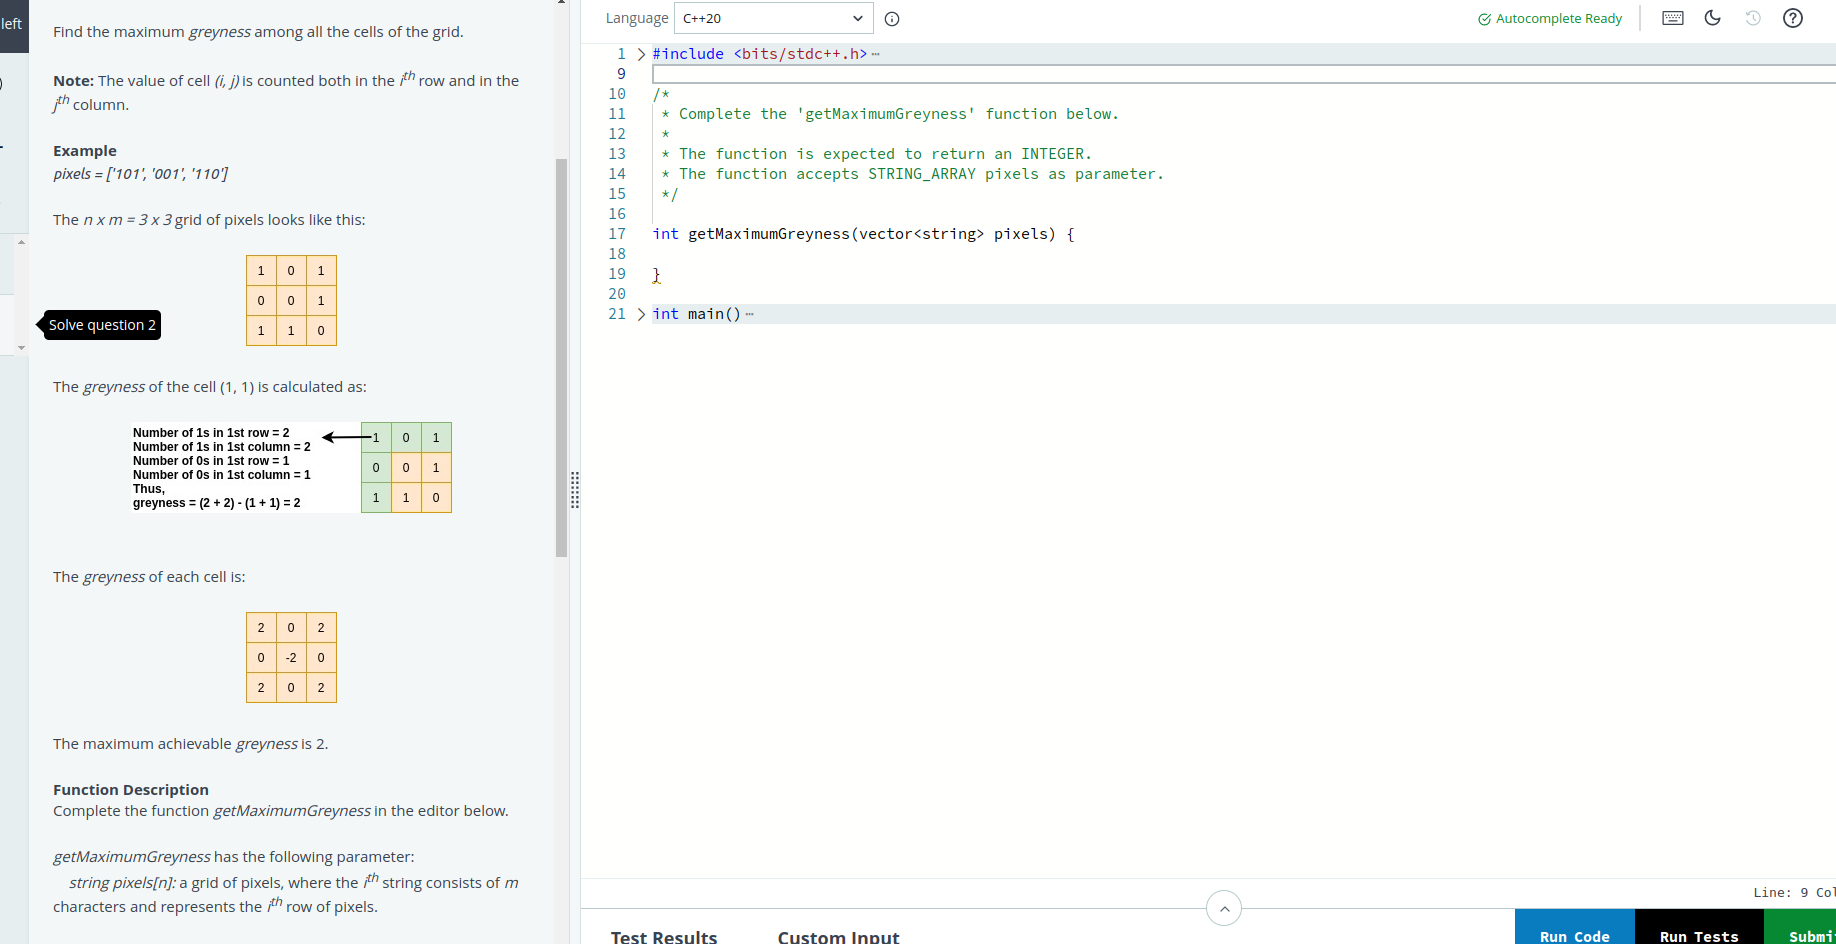 left
Find the maximum greyness among all the cells of the grid.
Note: The value of cell (i, j) is counted both in the ith row and in the
jth column.
Example
pixels = ['101', '001', '110']
The n x m = 3 x 3 grid of pixels looks like this:
1 0 1
0 0 1
1 1 0
Solve question 2
The greyness of the cell (1, 1) is calculated as:
Number of 1s in 1st row = 2
Number of 1s in 1st column = 2
Number of 0s in 1st row = 1
Number of 0s in 1st column = 1
Thus,
greyness = (2 + 2) - (1 + 1) = 2
1 0 1
0 0 1
1 1 0
The greyness of each cell is:
2 0 2
0 -2 0
2 0 2
The maximum achievable greyness is 2.
Function Description
Complete the function getMaximumGreyness in the editor below.
getMaximumGreyness has the following parameter:
string pixels[n]: a grid of pixels, where the ith string consists of m
characters and represents the ith row of pixels.
Language C++20
Autocomplete Ready
1 #include <bits/stdc++.h>
9
10 /*
11 * Complete the 'getMaximumGreyness' function below.
12 *
13 * The function is expected to return an INTEGER.
14 * The function accepts STRING_ARRAY pixels as parameter.
15 */
16
17 int getMaximumGreyness(vector<string> pixels) {
18
19 }
20
21 int main()
Line: 9 Col
Test Results Custom Input
Run Code Run Tests Submi